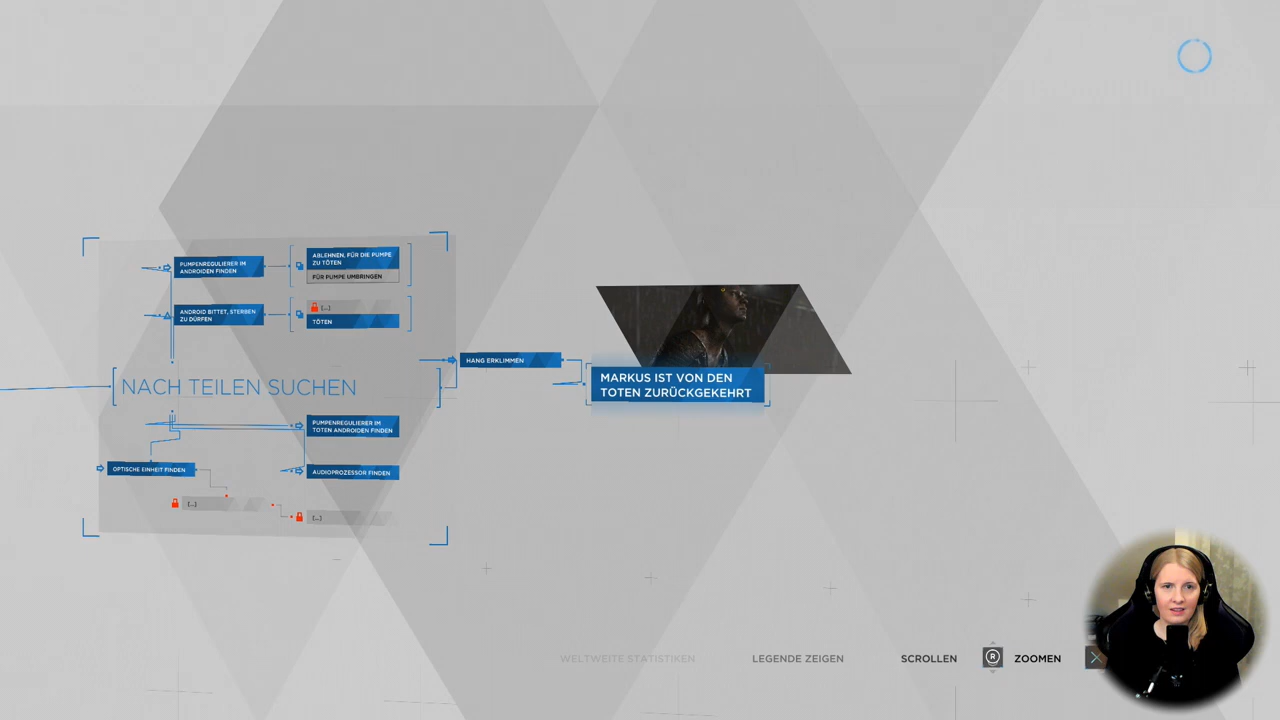 PUMPENREGULIERER IM
ANDROIDEN FINDEN
ABLEHNEN, FÜR DIE PUMPE
ZU TÖTEN
FÜR PUMPE UMBRINGEN
ANDROID BITTET, STERBEN
ZU DÜRFEN
[...]
TÖTEN
HANG ERKLIMMEN
NACH TEILEN SUCHEN
MARKUS IST VON DEN
TOTEN ZURÜCKGEKEHRT
PUMPENREGULIERER IM
TOTEN ANDROIDEN FINDEN
OPTISCHE EINHEIT FINDEN
AUDIOPROZESSOR FINDEN
[...]
[...]
WELTWEITE STATISTIKEN
LEGENDE ZEIGEN
SCROLLEN
R
ZOOMEN